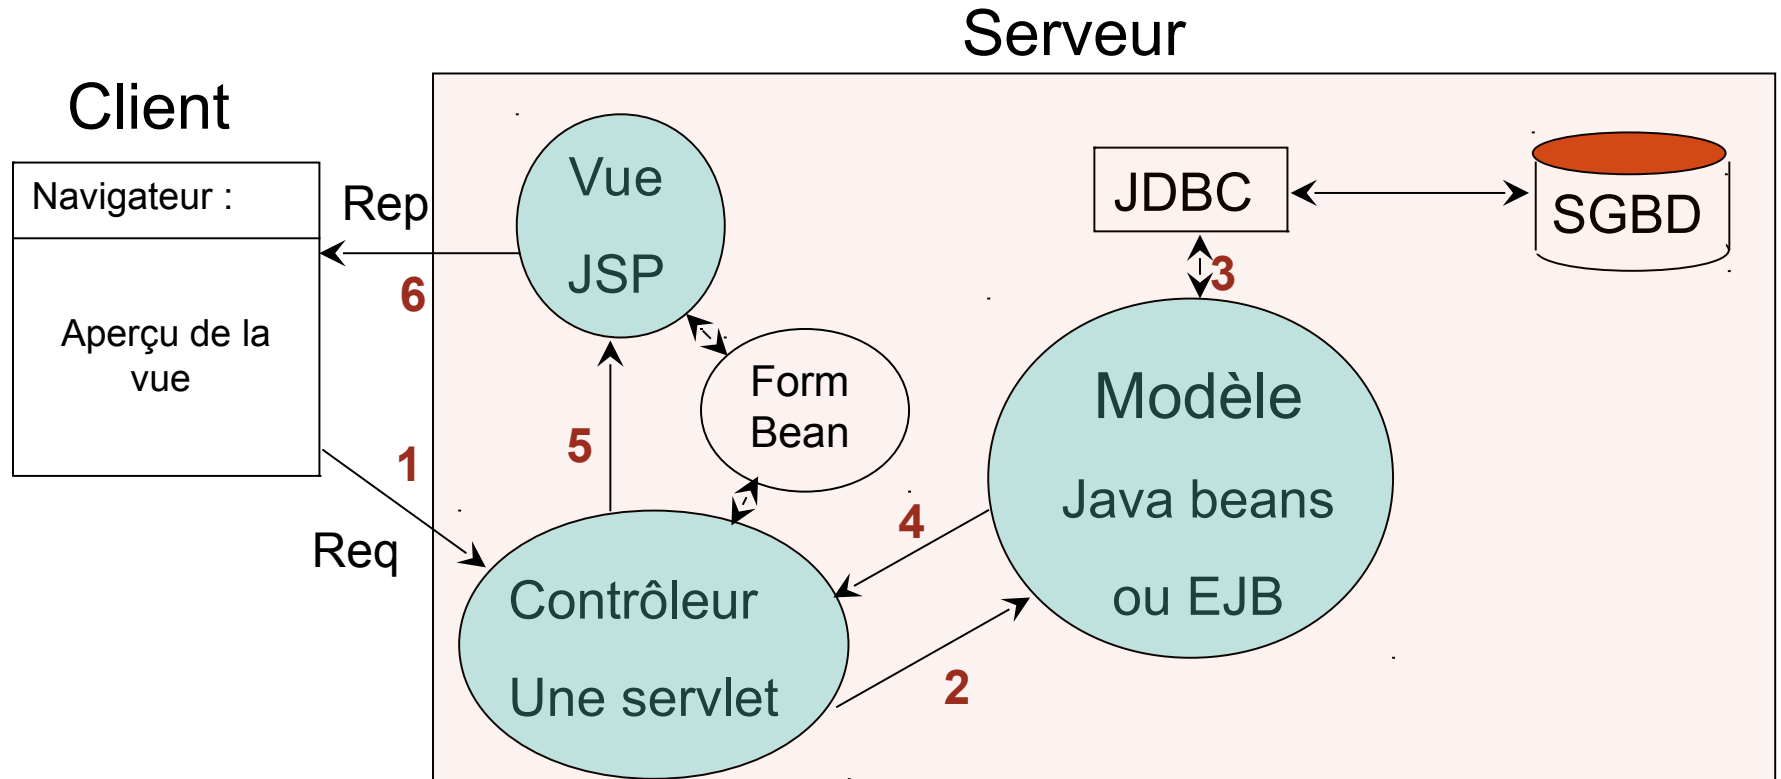 Serveur
Client
Navigateur :
Aperçu de la
vue
Rep
6
1
Req
Vue
JSP
5
Form
Bean
Contrôleur
Une servlet
4
2
JDBC
3
SGBD
Modèle
Java beans
ou EJB